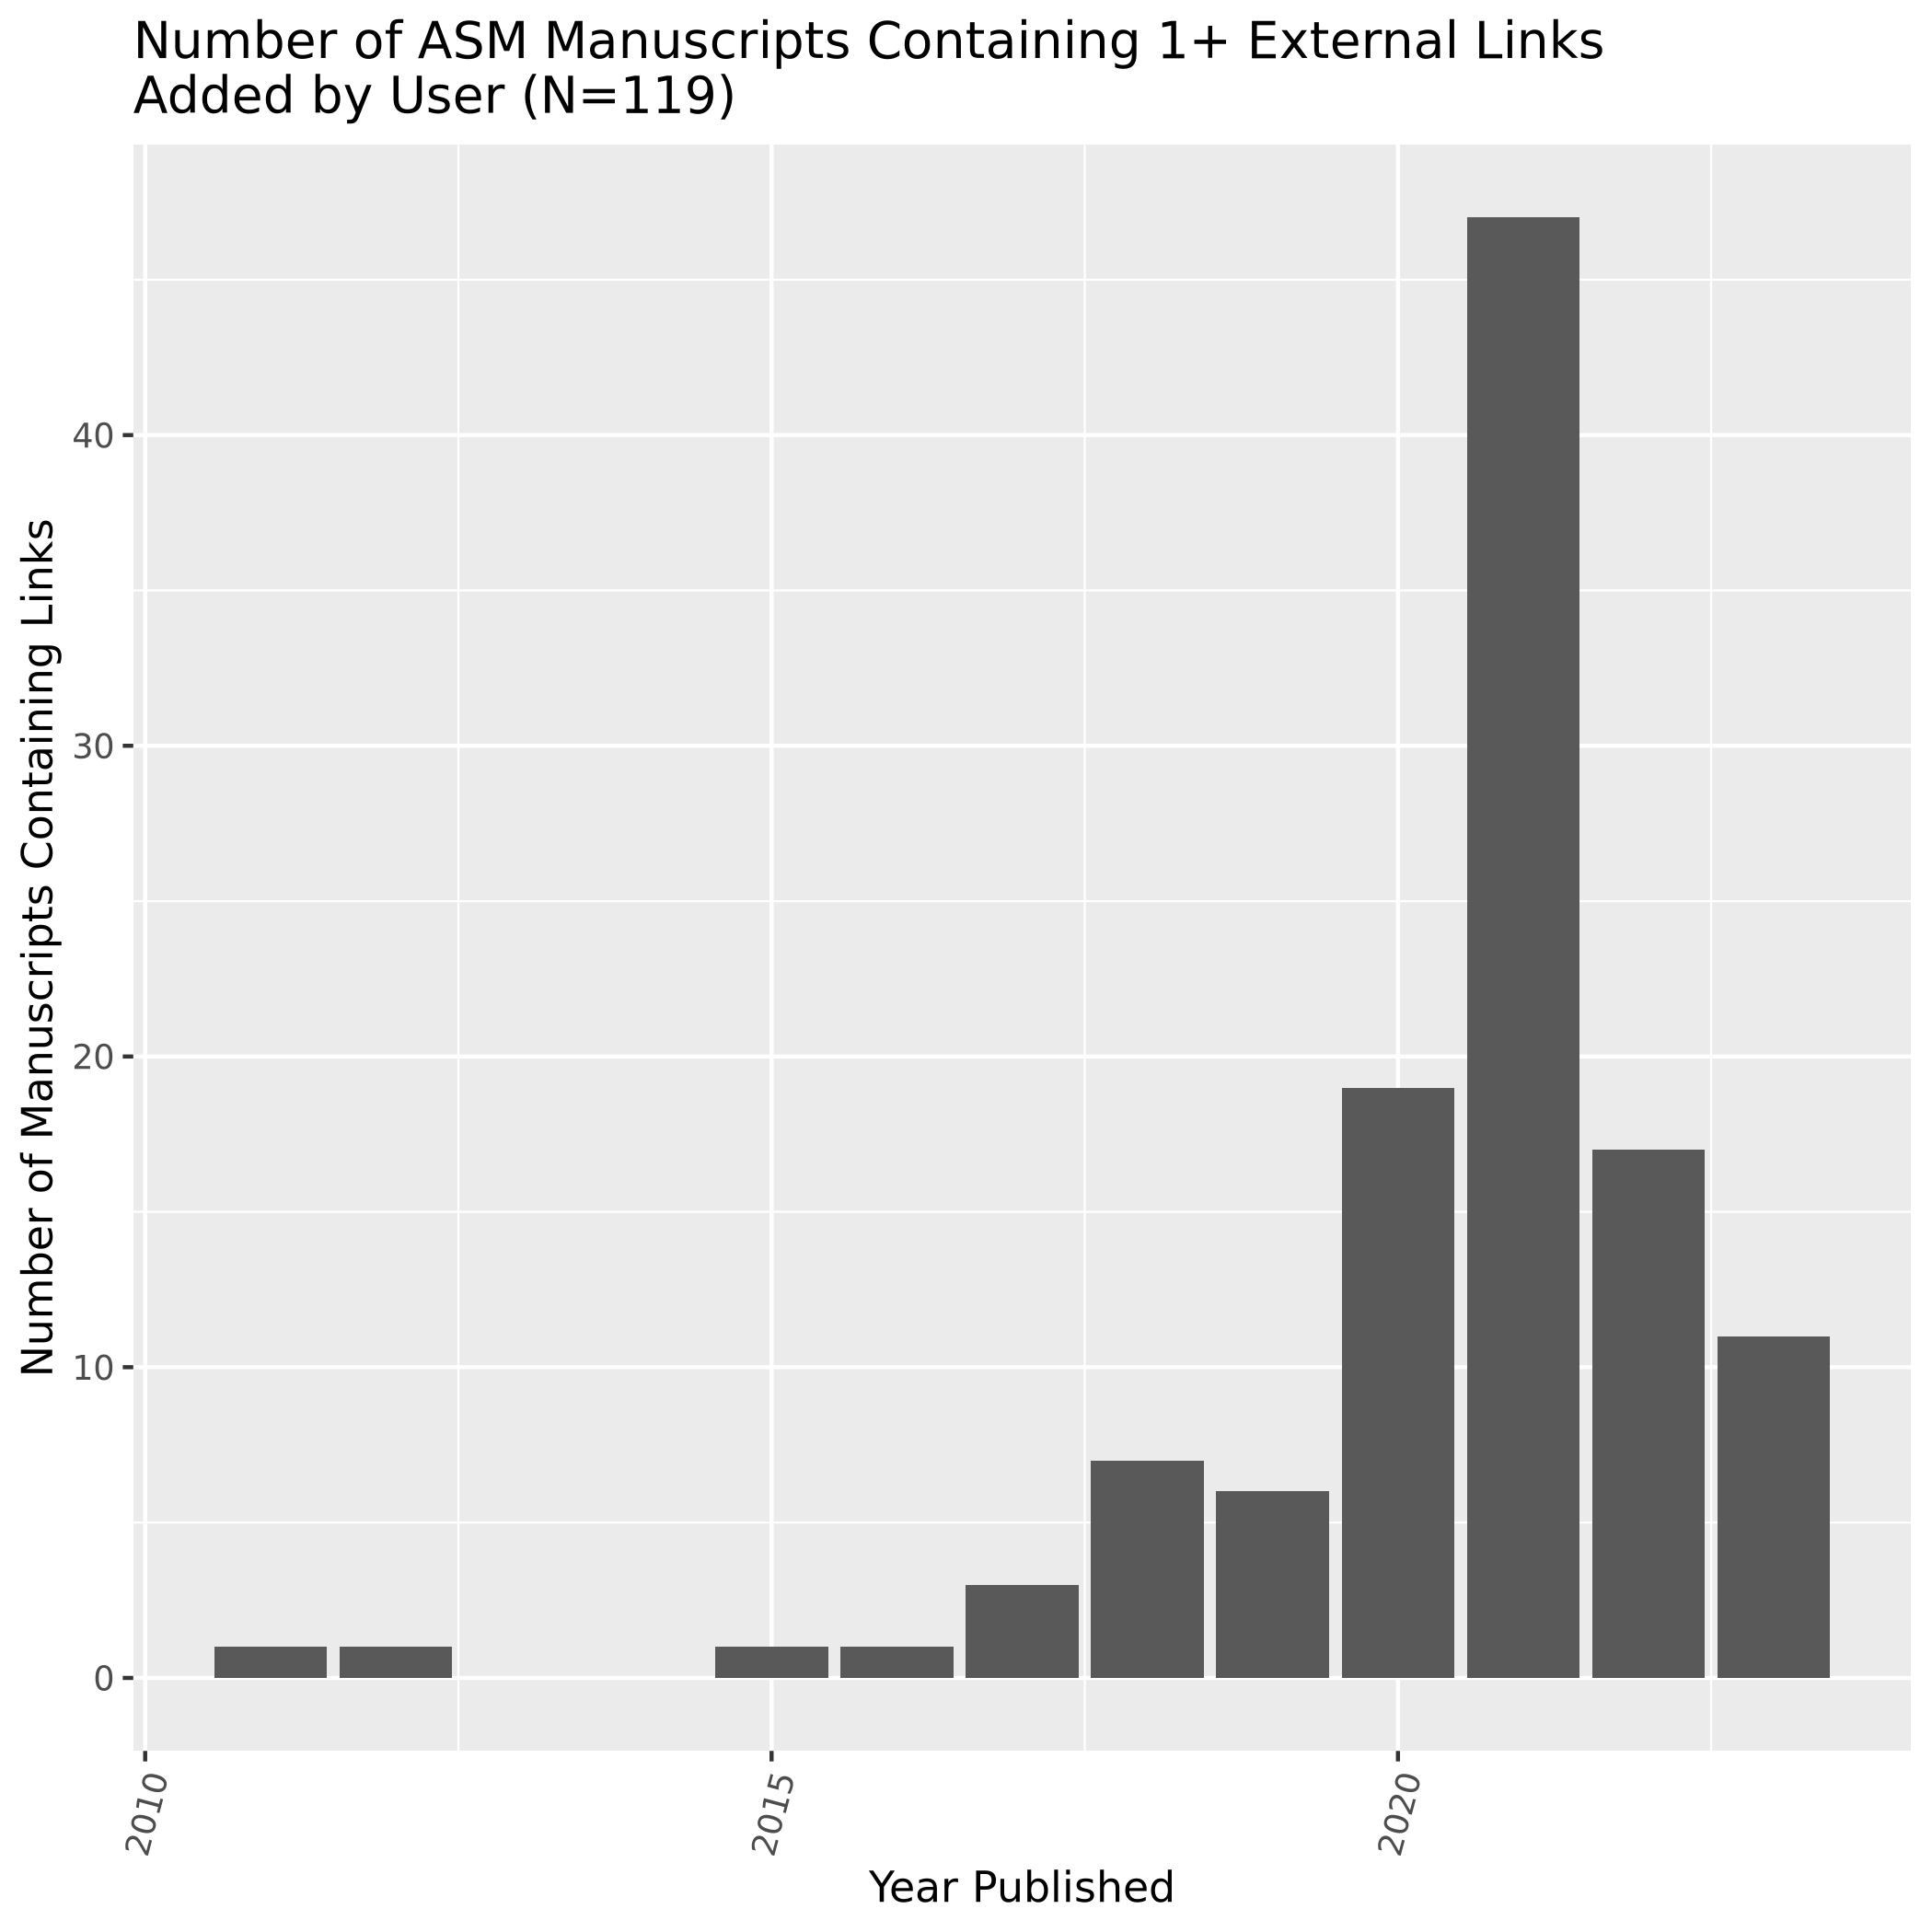 Number of ASM Manuscripts Containing 1+ External Links
Added by User (N=119)
Number of Manuscripts Containing Links
40
30
20
10
0
2010
2015
2020
Year Published